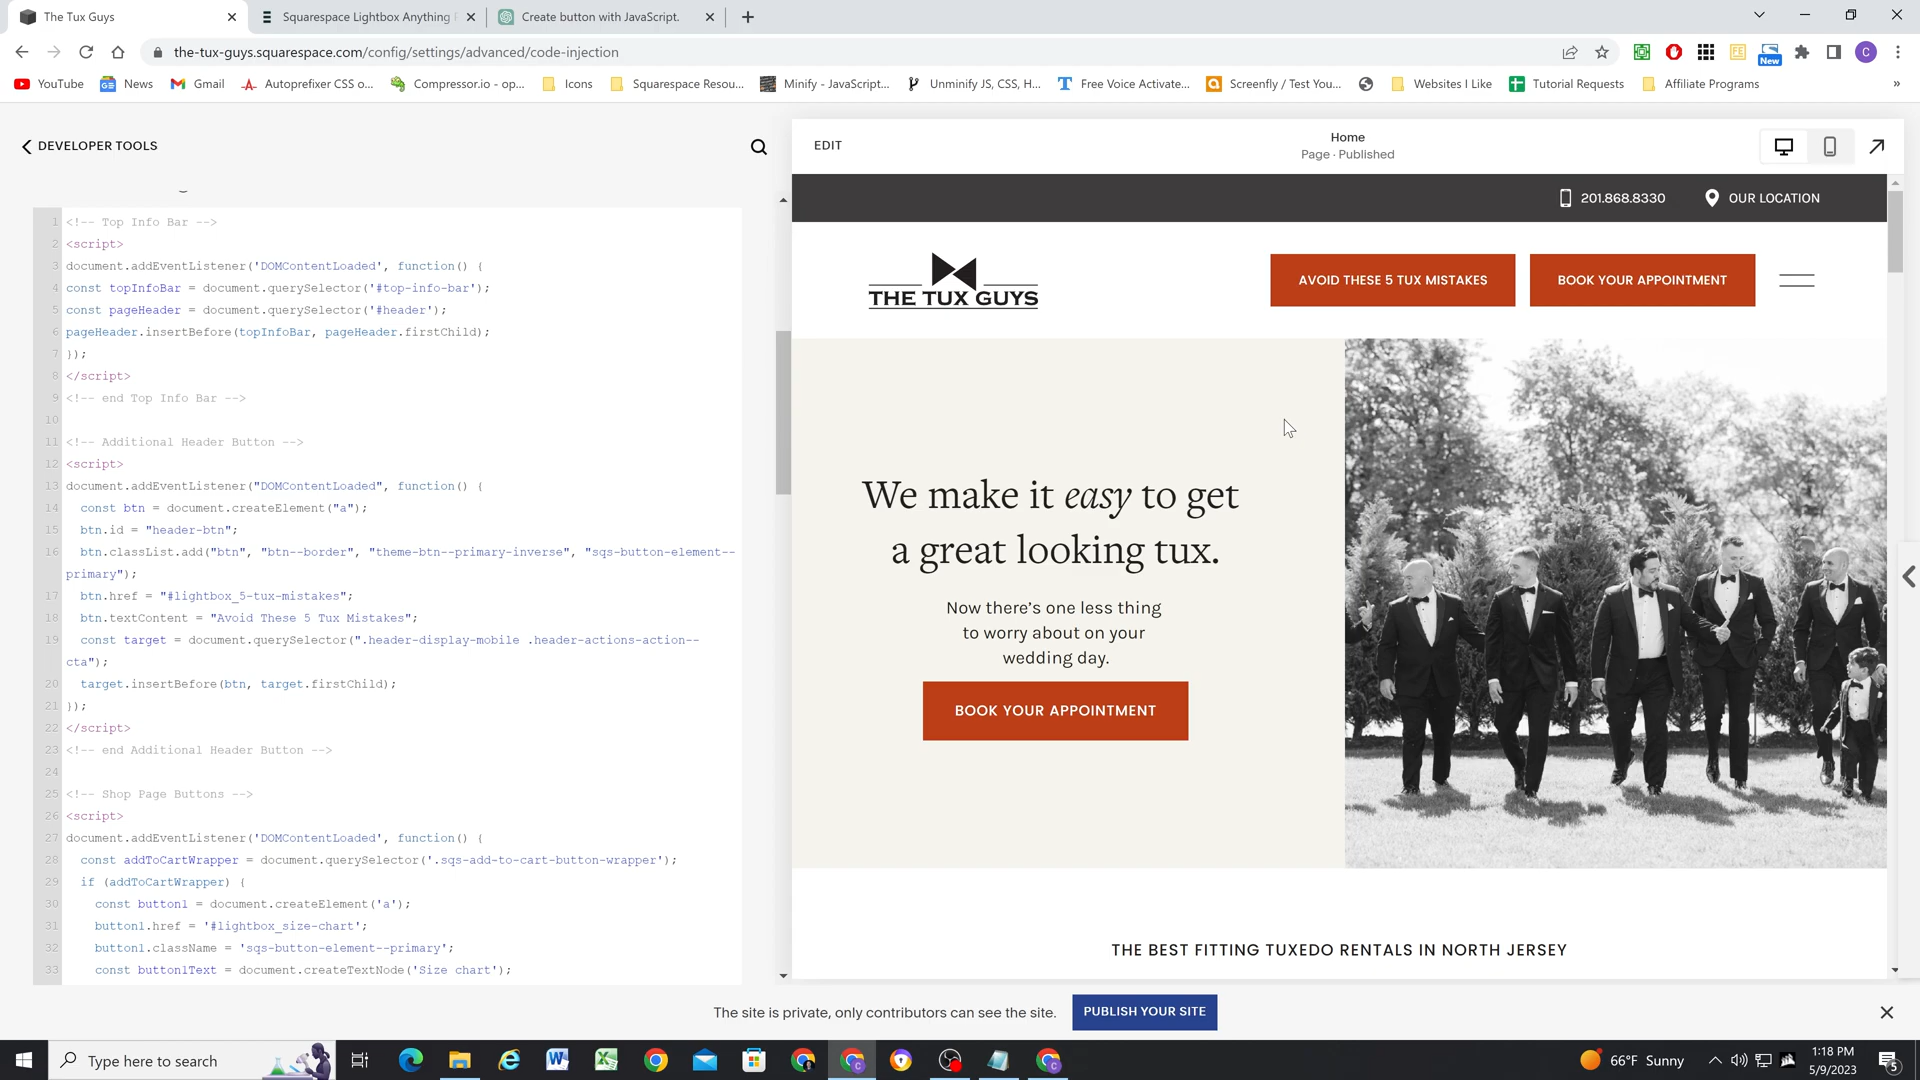 The Tux Guys
Squarespace Lightbox Anything
Create button with JavaScript.
the-tux-guys.squarespace.com/config/settings/advanced/code-injection
New
YouTube
News
Gmail
Autoprefixer CSS o...
Compressor.io - op...
Icons
Squarespace Resou...
Minify - JavaScript...
Unminify JS, CSS, H...
Free Voice Activate...
Screenfly / Test You...
Websites I Like
Tutorial Requests
Affiliate Programs
»
DEVELOPER TOOLS
1 <!-- Top Info Bar -->
2 <script>
3 document.addEventListener('DOMContentLoaded', function() {
4 const topInfoBar = document.querySelector('#top-info-bar');
5 const pageHeader = document.querySelector('#header');
6 pageHeader.insertBefore(topInfoBar, pageHeader.firstChild);
7 });
8 </script>
9 <!-- end Top Info Bar -->
10
11 <!-- Additional Header Button -->
12 <script>
13 document.addEventListener("DOMContentLoaded", function() {
14 const btn = document.createElement("a");
15 btn.id = "header-btn";
16 btn.classList.add("btn", "btn--border", "theme-btn--primary-inverse", "sqs-button-element--
primary");
17 btn.href = "#lightbox_5-tux-mistakes";
18 btn.textContent = "Avoid These 5 Tux Mistakes";
19 const target = document.querySelector(".header-display-mobile .header-actions-action--
cta");
20 target.insertBefore(btn, target.firstChild);
21 });
22 </script>
23 <!-- end Additional Header Button -->
24
25 <!-- Shop Page Buttons -->
26 <script>
27 document.addEventListener('DOMContentLoaded', function() {
28 const addToCartWrapper = document.querySelector('.sqs-add-to-cart-button-wrapper');
29 if (addToCartWrapper) {
30 const button1 = document.createElement('a');
31 button1.href = '#lightbox_size-chart';
32 button1.className = 'sqs-button-element--primary';
33 const button1Text = document.createTextNode('Size chart');
EDIT
Home
Page · Published
201.868.8330
OUR LOCATION
THE TUX GUYS
AVOID THESE 5 TUX MISTAKES
BOOK YOUR APPOINTMENT
We make it easy to get
a great looking tux.
Now there's one less thing
to worry about on your
wedding day.
BOOK YOUR APPOINTMENT
THE BEST FITTING TUXEDO RENTALS IN NORTH JERSEY
The site is private, only contributors can see the site.
PUBLISH YOUR SITE
Type here to search
66°F Sunny
1:18 PM
5/9/2023
5